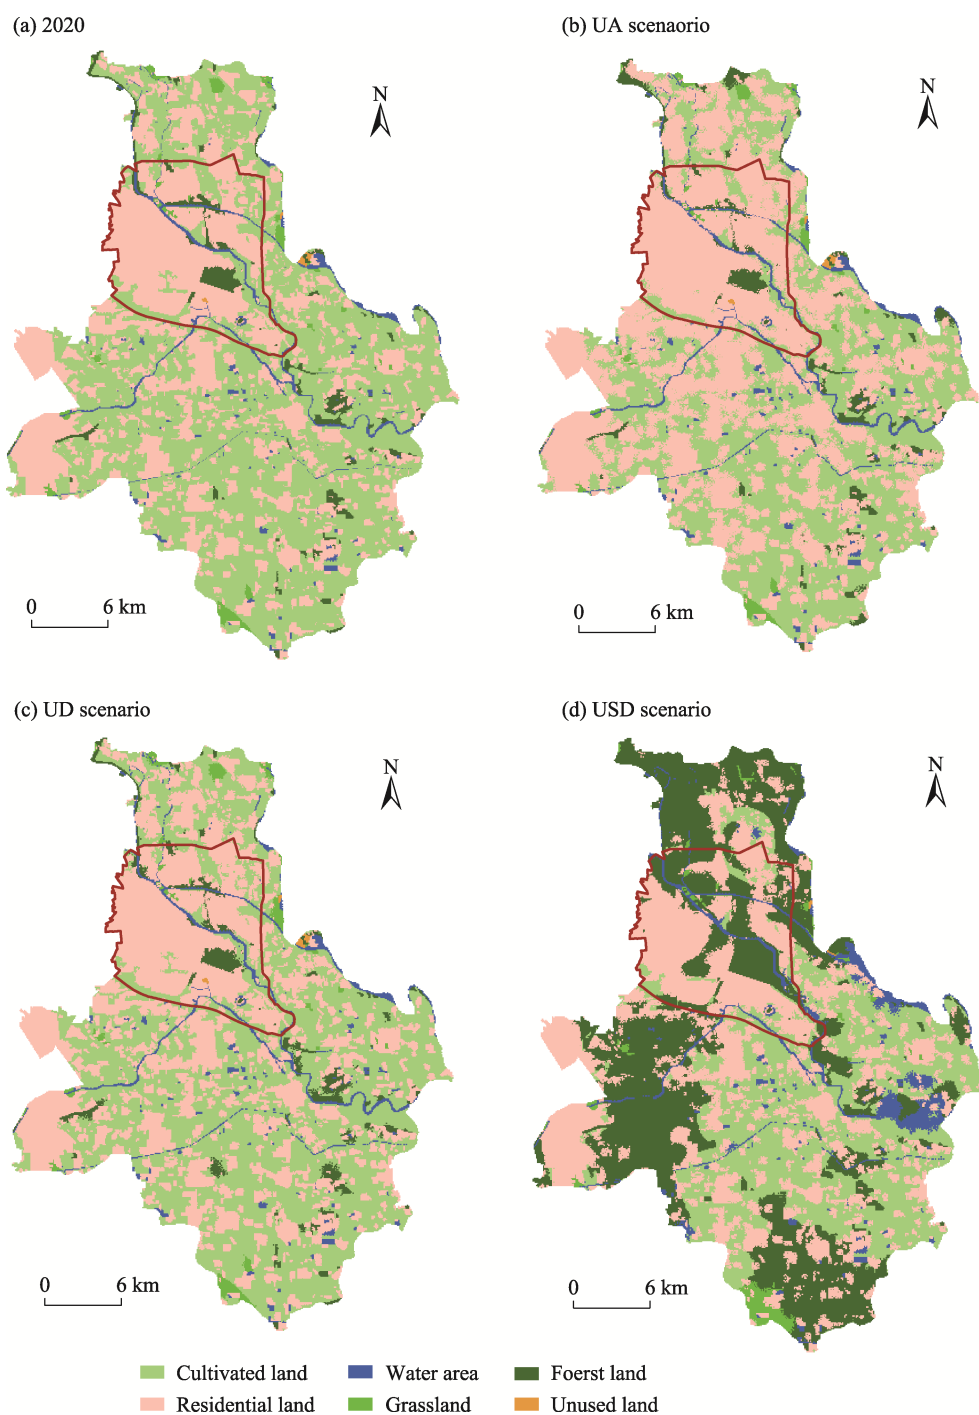 (a) 2020
(b) UA scenaorio
N
N
0 6 km
0 6 km
(c) UD scenario
(d) USD scenario
N
N
0 6 km
0 6 km
Cultivated land Water area Foerst land
Residential land Grassland Unused land